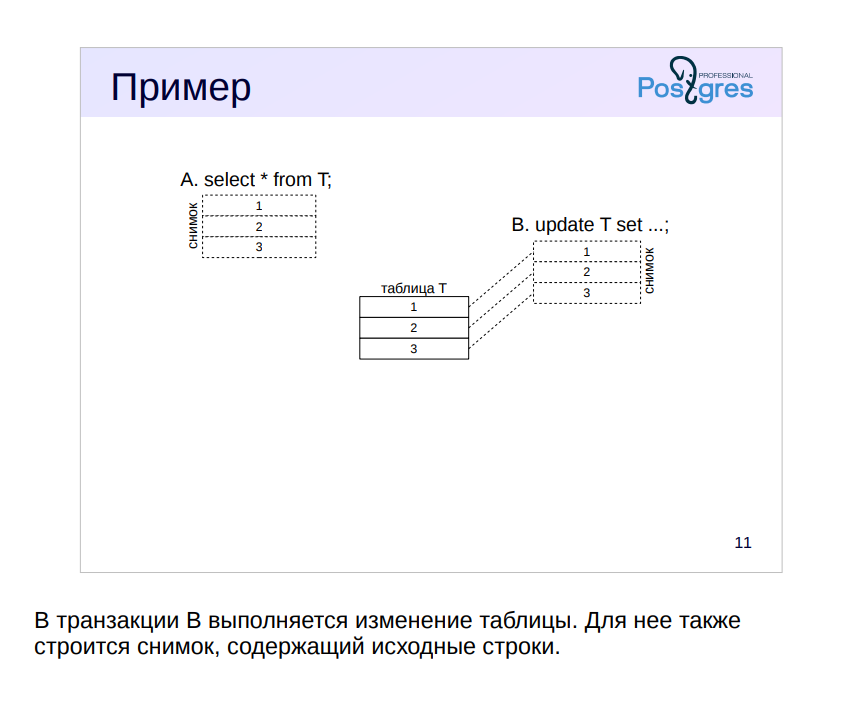 Пример
PROFESSIONAL
Postgres
A. select * from T;
снимок
1
2
3
B. update T set ...;
1
2
3
снимок
таблица T
1
2
3
11
В транзакции B выполняется изменение таблицы. Для нее также
строится снимок, содержащий исходные строки.